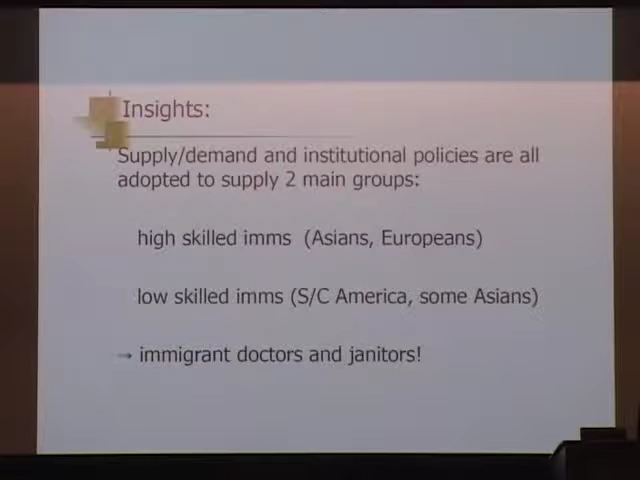 Insights:
Supply/demand and institutional policies are all
adopted to supply 2 main groups:
high skilled imms (Asians, Europeans)
low skilled imms (S/C America, some Asians)
→ immigrant doctors and janitors!